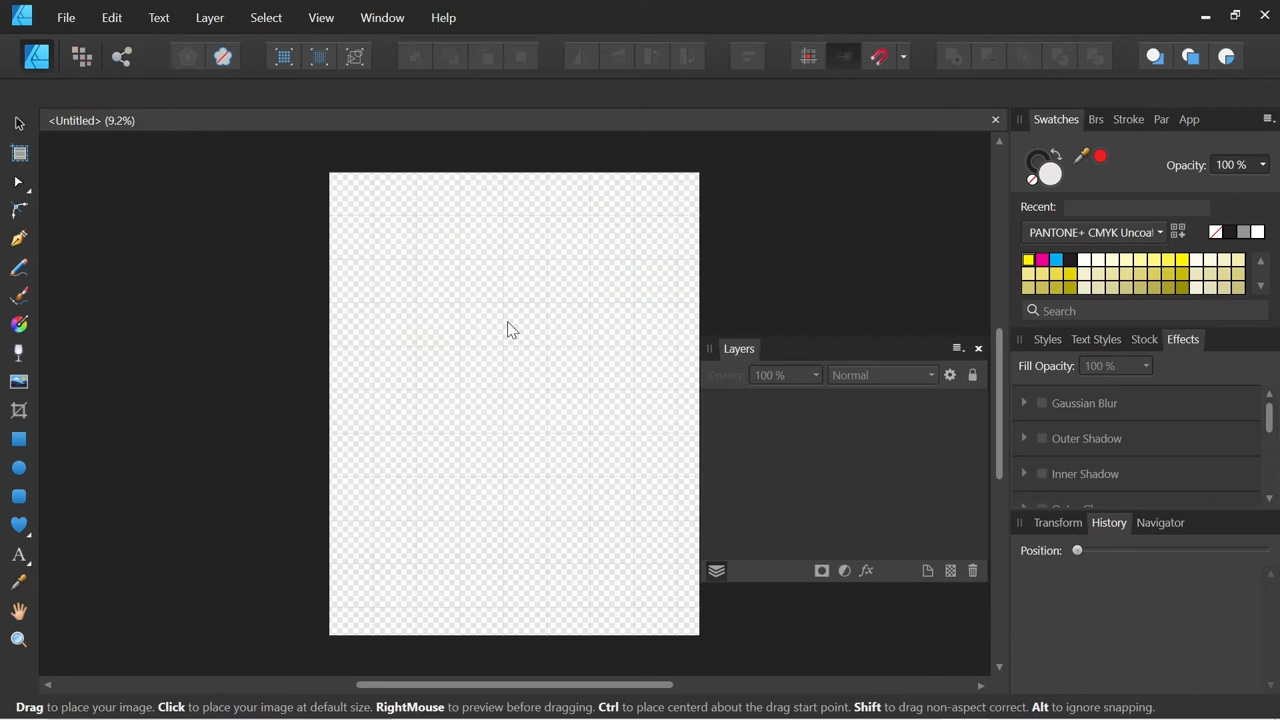 File Edit Text Layer Select View Window Help
<Untitled> (9.2%)
Swatches Brs Stroke Par App
Opacity: 100 %
Recent:
PANTONE+ CMYK Uncoa
Search
Layers
Opacity: 100 % Normal
Styles Text Styles Stock Effects
Fill Opacity: 100 %
Gaussian Blur
Outer Shadow
Inner Shadow
Transform History Navigator
Position:
Drag to place your image. Click to place your image at default size. RightMouse to preview before dragging. Ctrl to place centerd about the drag start point. Shift to drag non-aspect correct. Alt to ignore snapping.